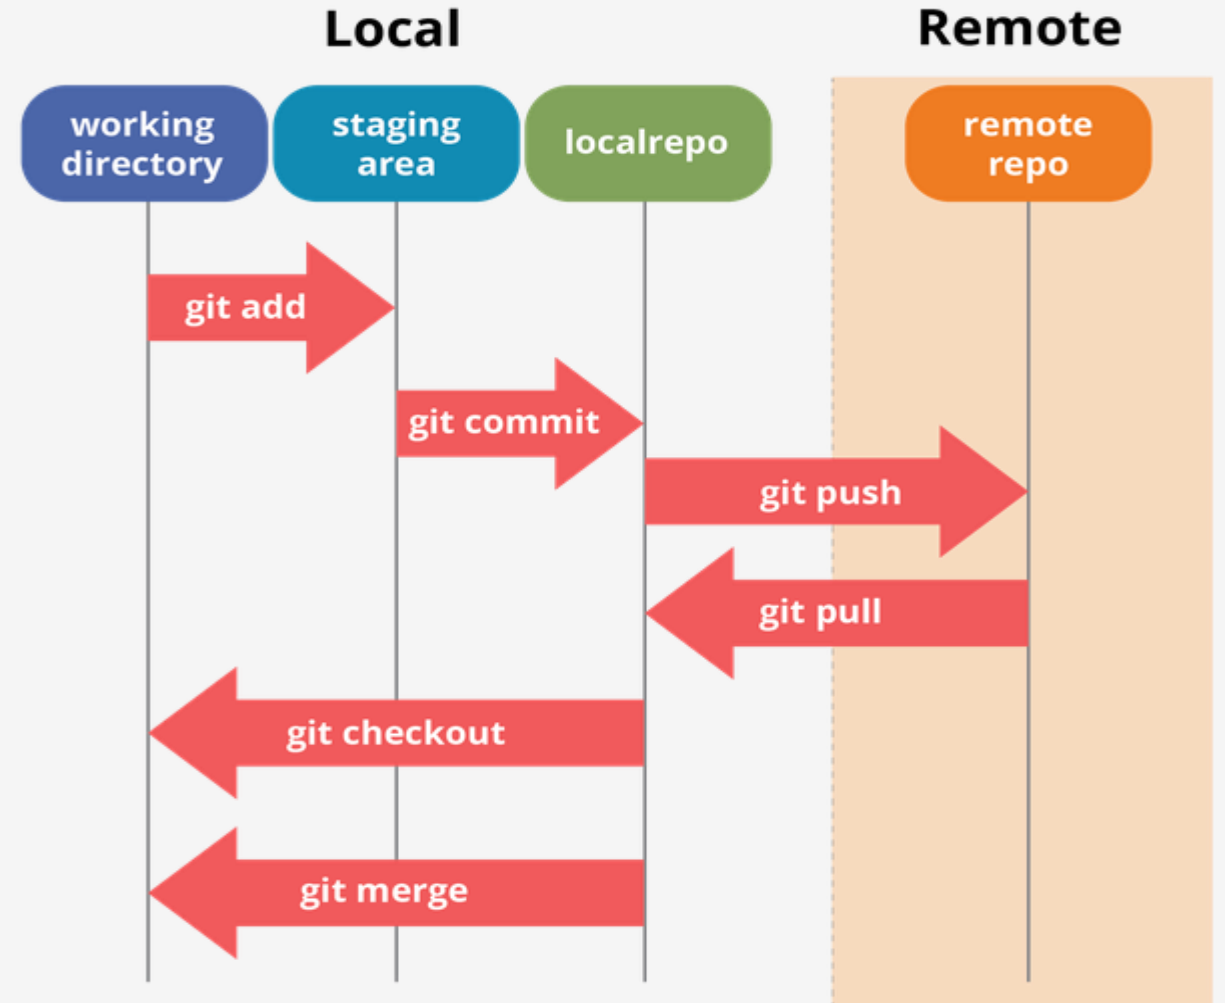 Local
Remote
working
directory
staging
area
localrepo
remote
repo
git add
git commit
git push
git pull
git checkout
git merge